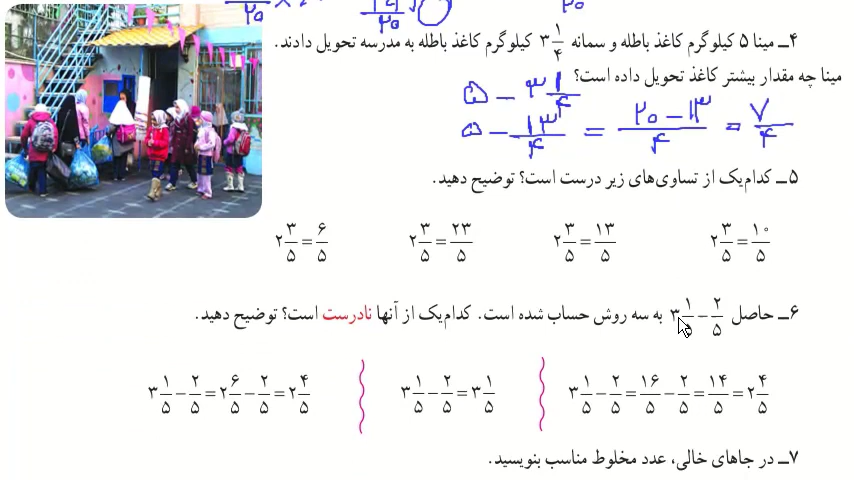 ۴ــ مینا ۵ کیلوگرم کاغذ باطله و سمانه ۳ ۱/۴ کیلوگرم کاغذ باطله به مدرسه تحویل دادند.
مینا چه مقدار بیشتر کاغذ تحویل داده است؟
۵ − ۳ ۱/۴
۵ − ۱۳/۴ = ۲۰ − ۱۳/۴ = ۷/۴
۵ــ کدام‌یک از تساوی‌های زیر درست است؟ توضیح دهید.
۲ ۳/۵ = ۶/۵   ۲ ۳/۵ = ۲۳/۵   ۲ ۳/۵ = ۱۳/۵   ۲ ۳/۵ = ۱۰/۵
۶ــ حاصل ۳ ۱/۵ − ۲/۵ به سه روش حساب شده است. کدام‌یک از آنها نادرست است؟ توضیح دهید.
۳ ۱/۵ − ۲/۵ = ۲ ۶/۵ − ۲/۵ = ۲ ۴/۵   ۳ ۱/۵ − ۲/۵ = ۳ ۱/۵   ۳ ۱/۵ − ۲/۵ = ۱۶/۵ − ۲/۵ = ۱۴/۵ = ۲ ۴/۵
۷ــ در جاهای خالی، عدد مخلوط مناسب بنویسید.